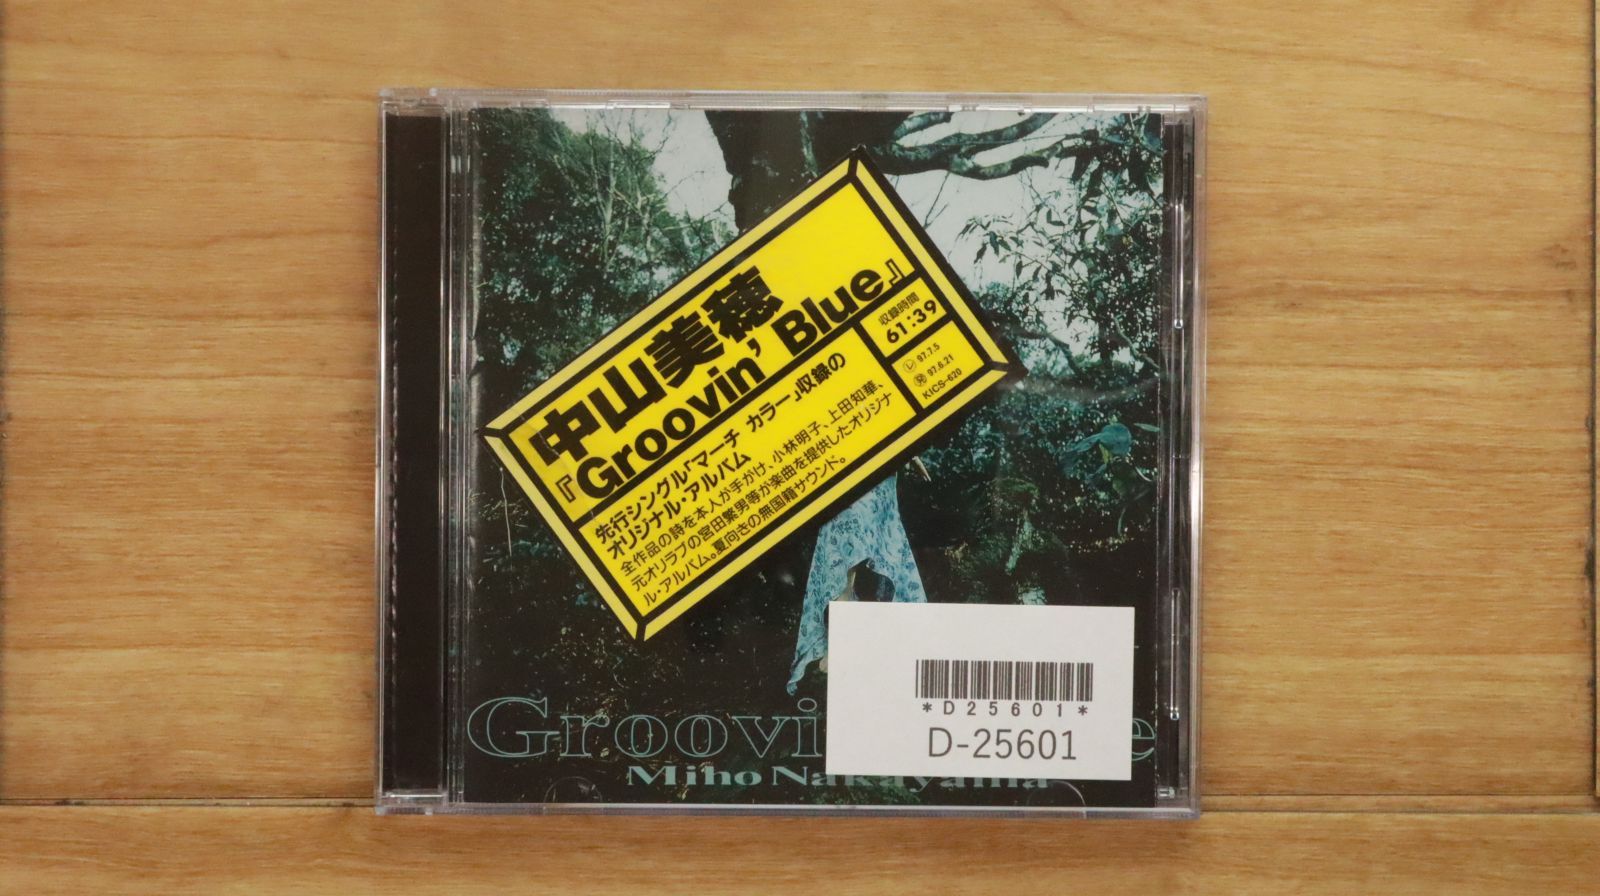 中山美穂
『Groovin' Blue』
収録時間
61:39
Ⓛ 97.7.5
発 97.6.21
KICS-620
先行シングル「マーチ カラー」収録の
オリジナル・アルバム
全作品の詩を本人が手がけ、小林明子、上田知華、
元オリラブの宮田繁男等が楽曲を提供したオリジナ
ル・アルバム。夏向きの無国籍サウンド。
Groovi e
Miho Nakayama
*D25601*
D-25601